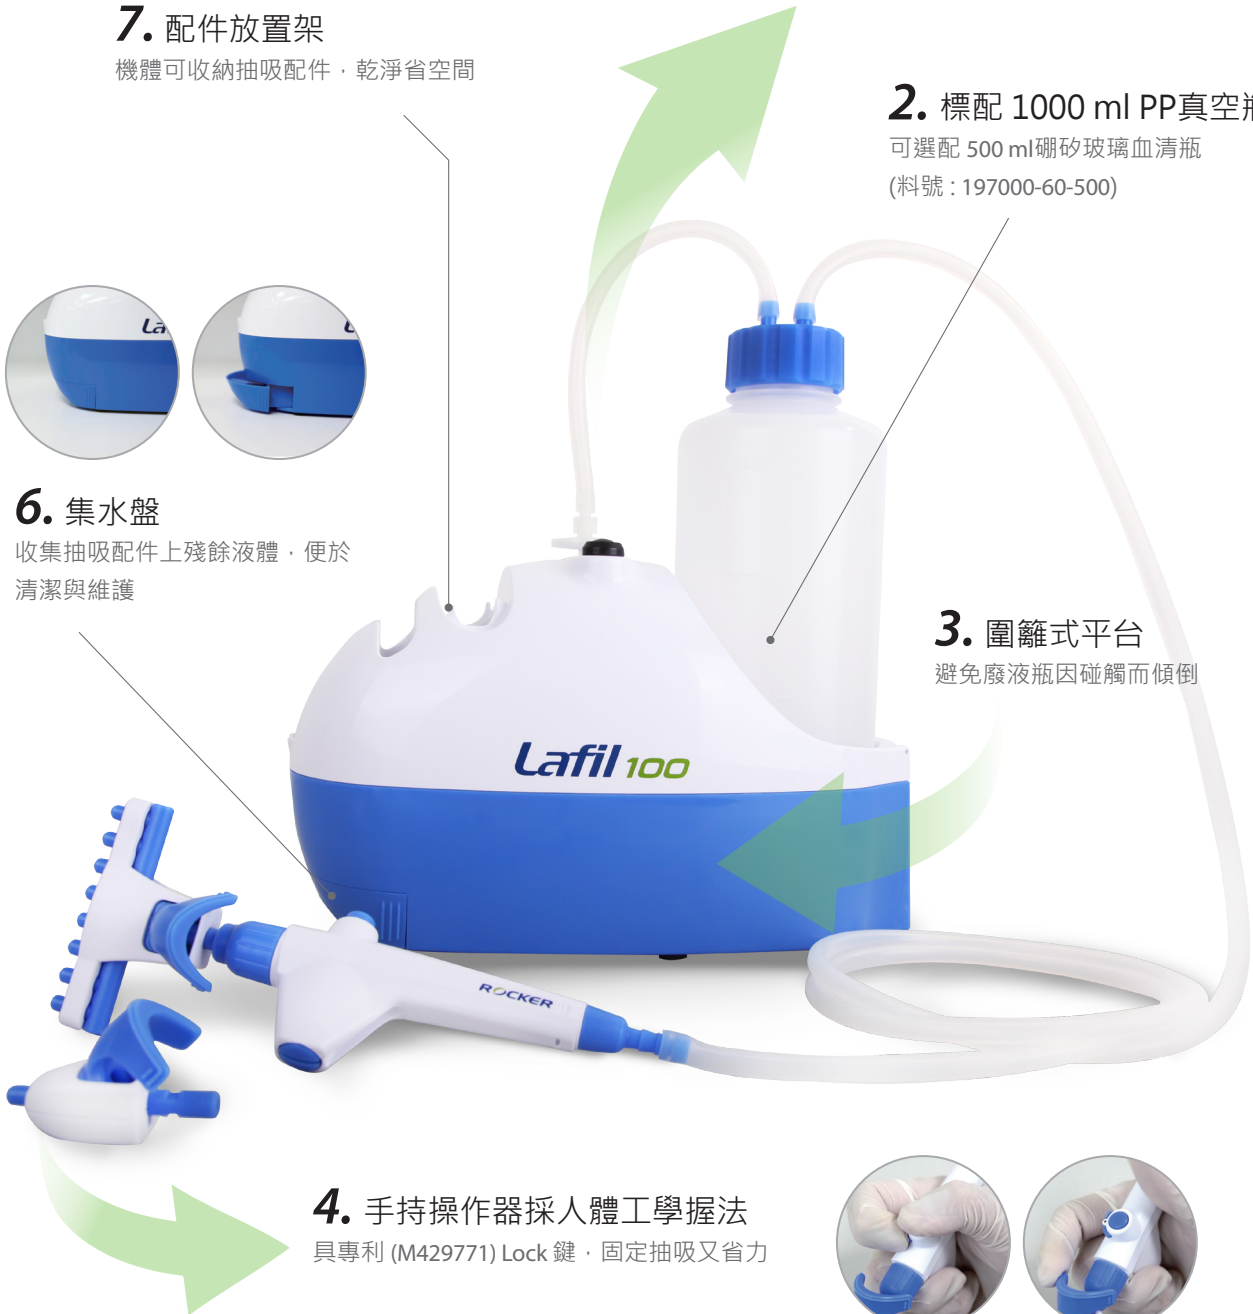 7. 配件放置架
機體可收納抽吸配件，乾淨省空間
2. 標配 1000 ml PP真空瓶
可選配 500 ml硼矽玻璃血清瓶
(料號 : 197000-60-500)
La
L
6. 集水盤
收集抽吸配件上殘餘液體，便於
清潔與維護
3. 圍籬式平台
避免廢液瓶因碰觸而傾倒
Lafil 100
ROCKER
4. 手持操作器採人體工學握法
具專利 (M429771) Lock 鍵，固定抽吸又省力